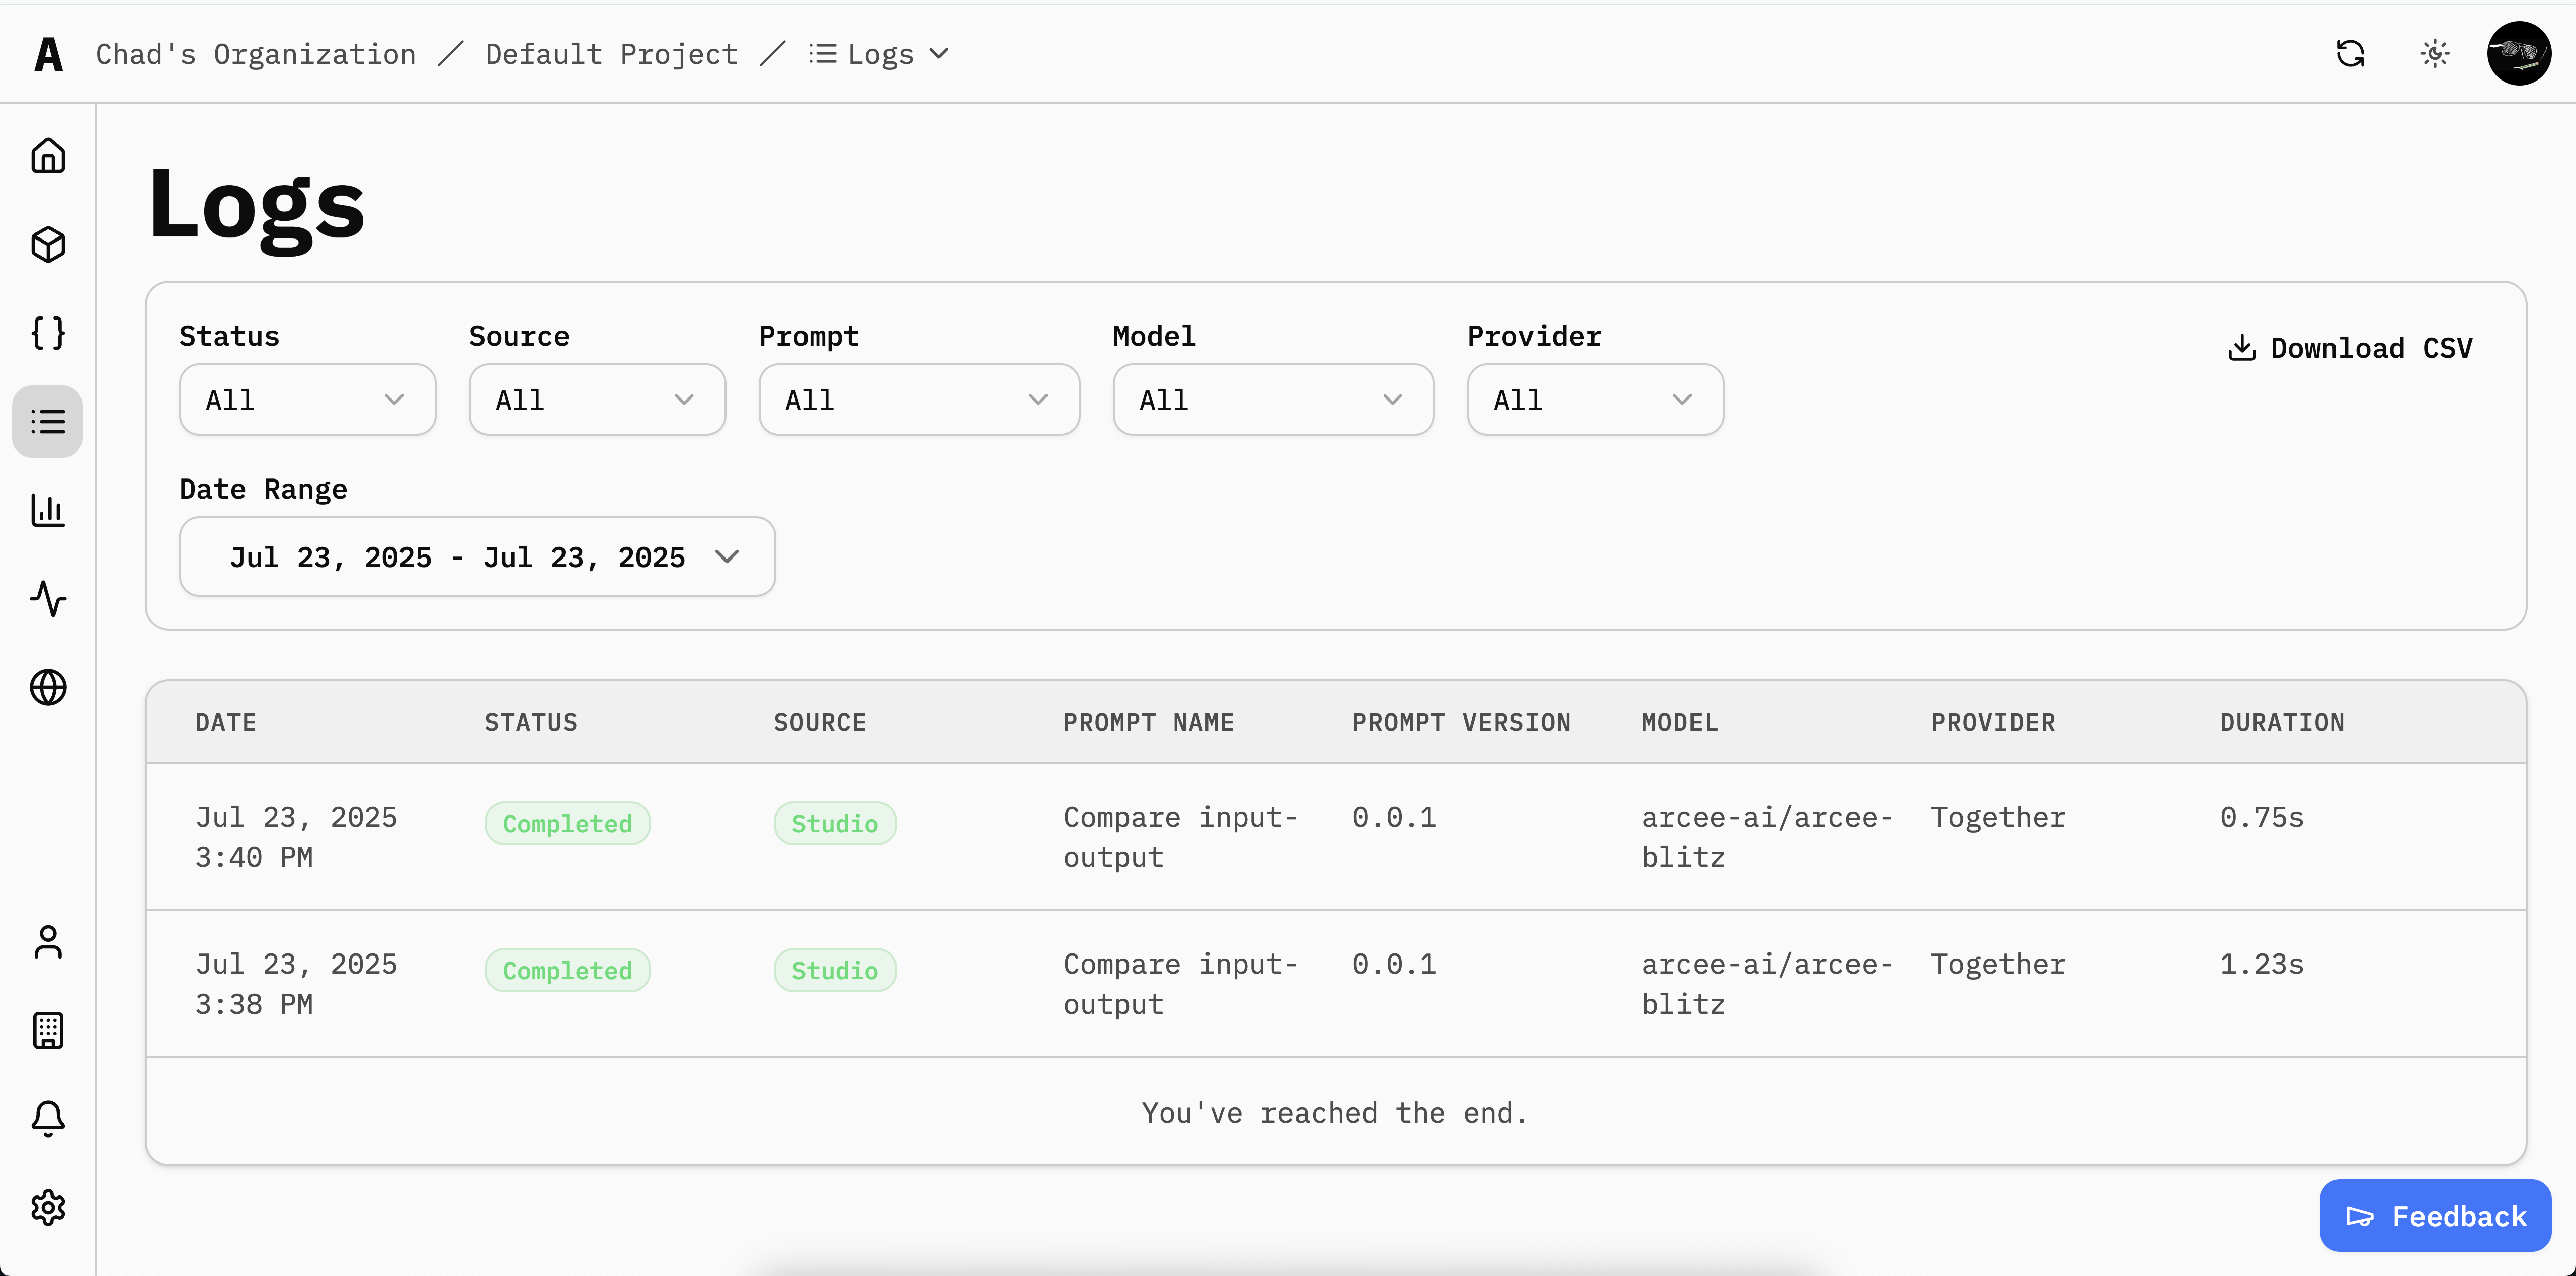 A Chad's Organization / Default Project / Logs
Logs
Status Source Prompt Model Provider
Download CSV
All All All All All
Date Range
Jul 23, 2025 - Jul 23, 2025
DATE STATUS SOURCE PROMPT NAME PROMPT VERSION MODEL PROVIDER DURATION
Jul 23, 2025 Completed Studio Compare input- 0.0.1 arcee-ai/arcee- Together 0.75s
3:40 PM output blitz
Jul 23, 2025 Completed Studio Compare input- 0.0.1 arcee-ai/arcee- Together 1.23s
3:38 PM output blitz
You've reached the end.
Feedback